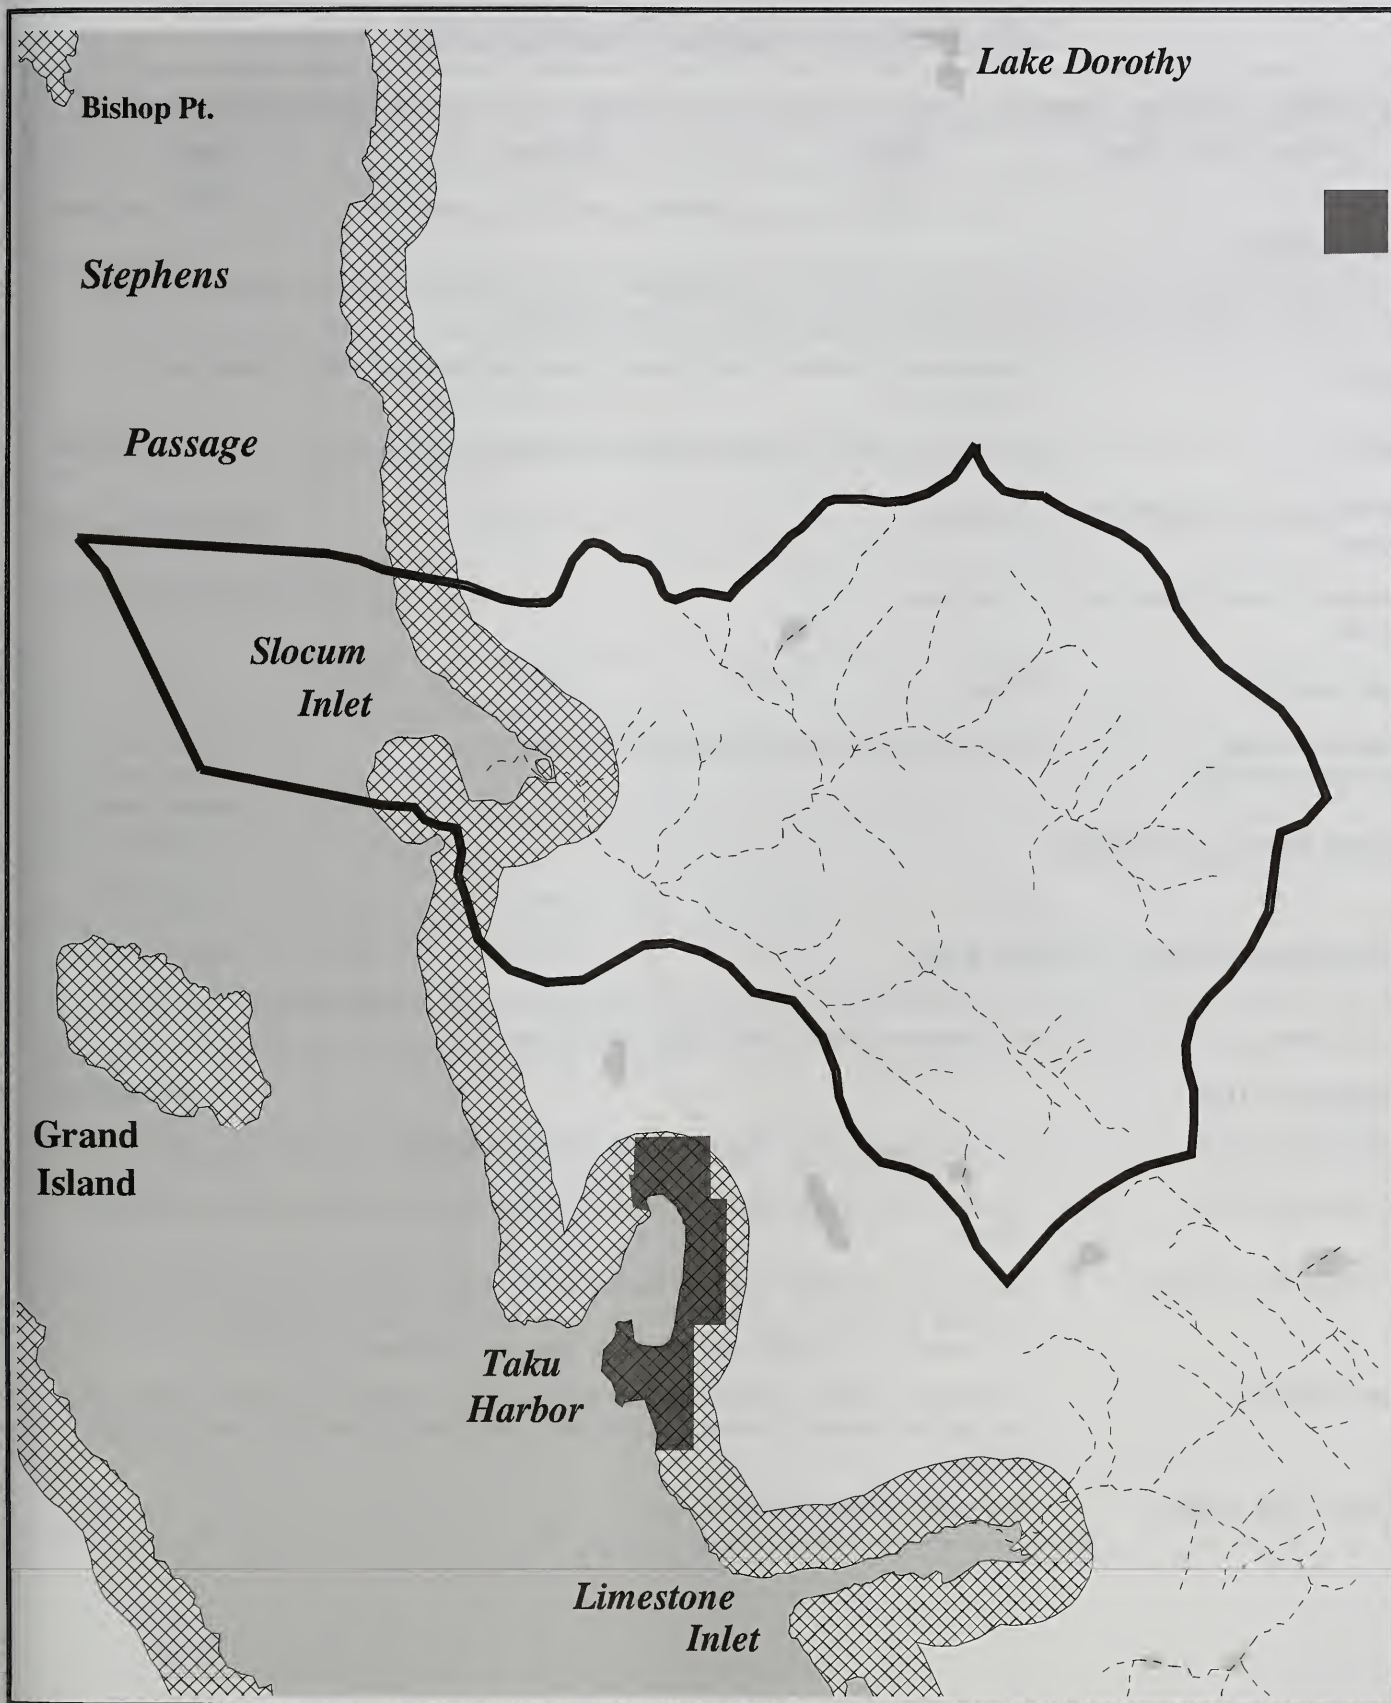 Lake Dorothy
Bishop Pt.
Stephens
Passage
Slocum
Inlet
Grand
Island
Taku
Harbor
Limestone
Inlet